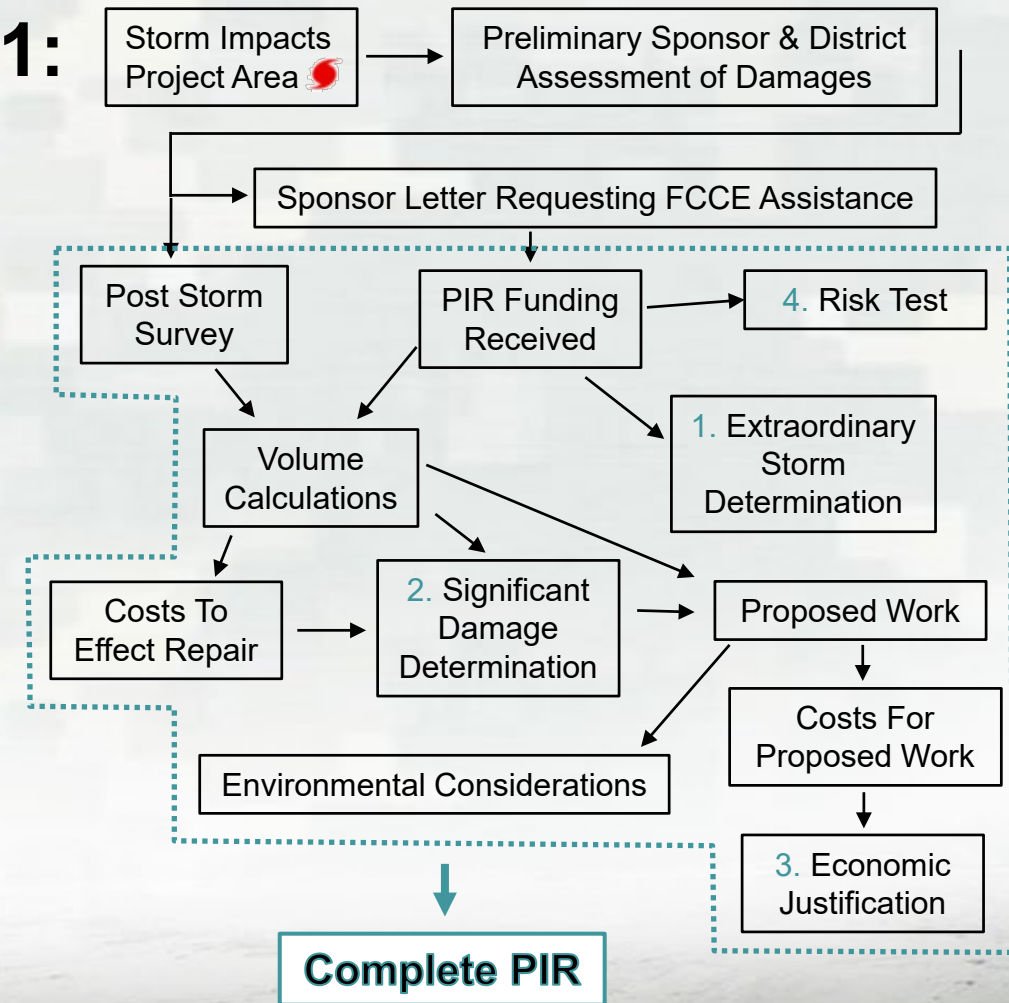 1:
Storm Impacts
Project Area
Preliminary Sponsor & District
Assessment of Damages
Sponsor Letter Requesting FCCE Assistance
Post Storm
Survey
PIR Funding
Received
4. Risk Test
1. Extraordinary
Storm
Determination
Volume
Calculations
Costs To
Effect Repair
2. Significant
Damage
Determination
Proposed Work
Costs For
Proposed Work
Environmental Considerations
3. Economic
Justification
Complete PIR